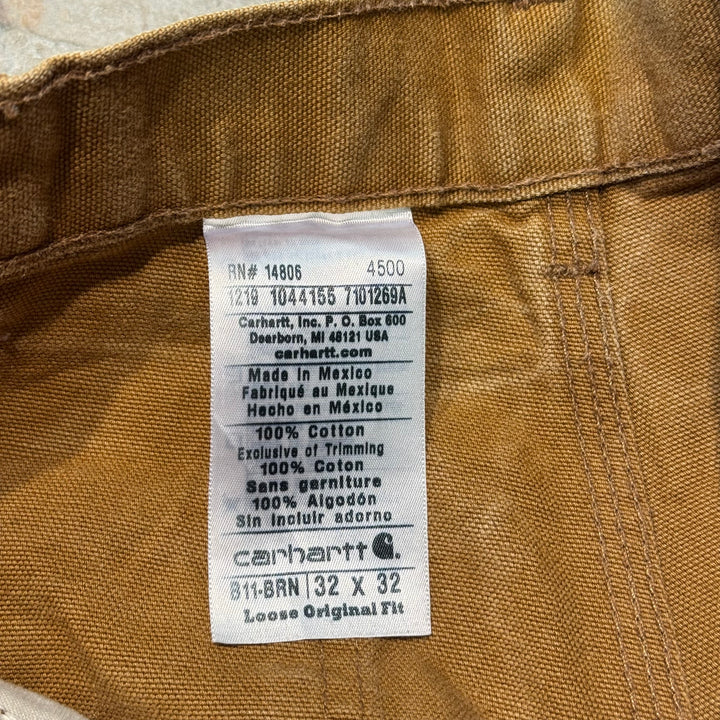 RN# 14806 4500
1219 1044155 7101269A
Carhartt, Inc. P. O. Box 600
Dearborn, MI 48121 USA
carhartt.com
Made in Mexico
Fabriqué au Mexique
Hecho en México
100% Cotton
Exclusive of Trimming
100% Coton
Sans garniture
100% Algodón
Sin incluir adorno
carhartt
B11-BRN 32 X 32
Loose Original Fit